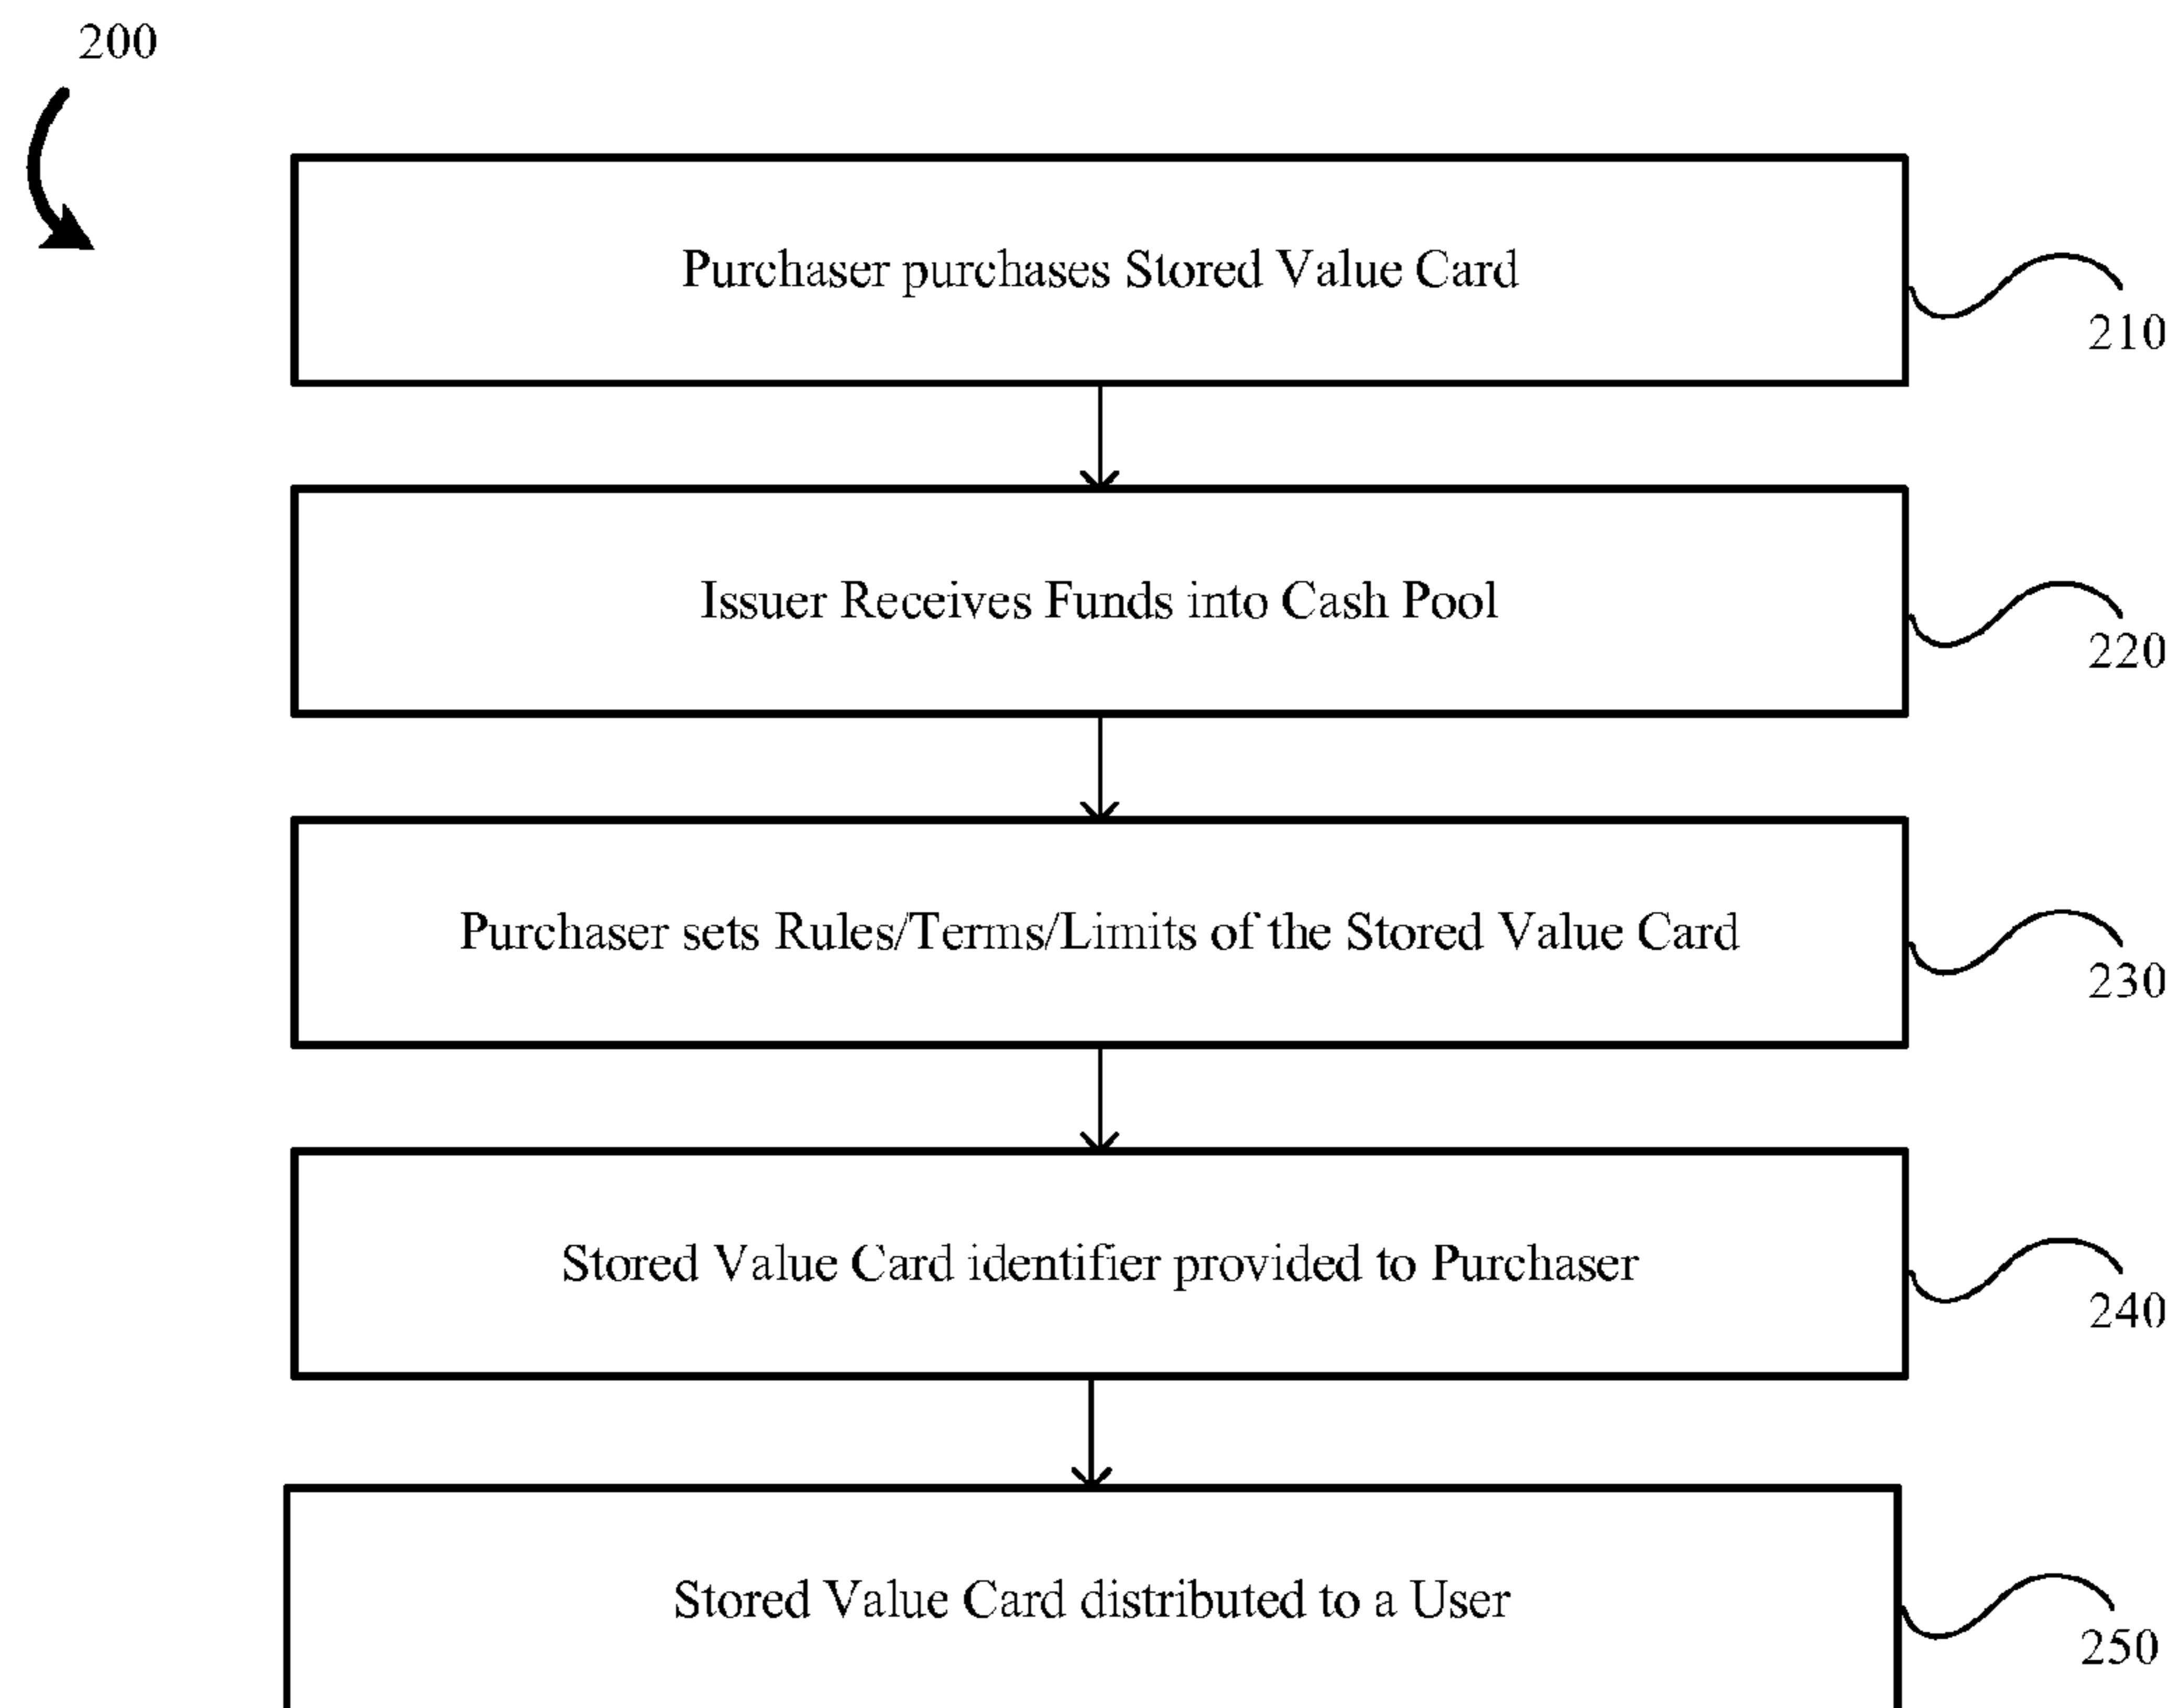 200
Purchaser purchases Stored Value Card
210
Issuer Receives Funds into Cash Pool
220
Purchaser sets Rules/Terms/Limits of the Stored Value Card
230
Stored Value Card identifier provided to Purchaser
240
Stored Value Card distributed to a User
250